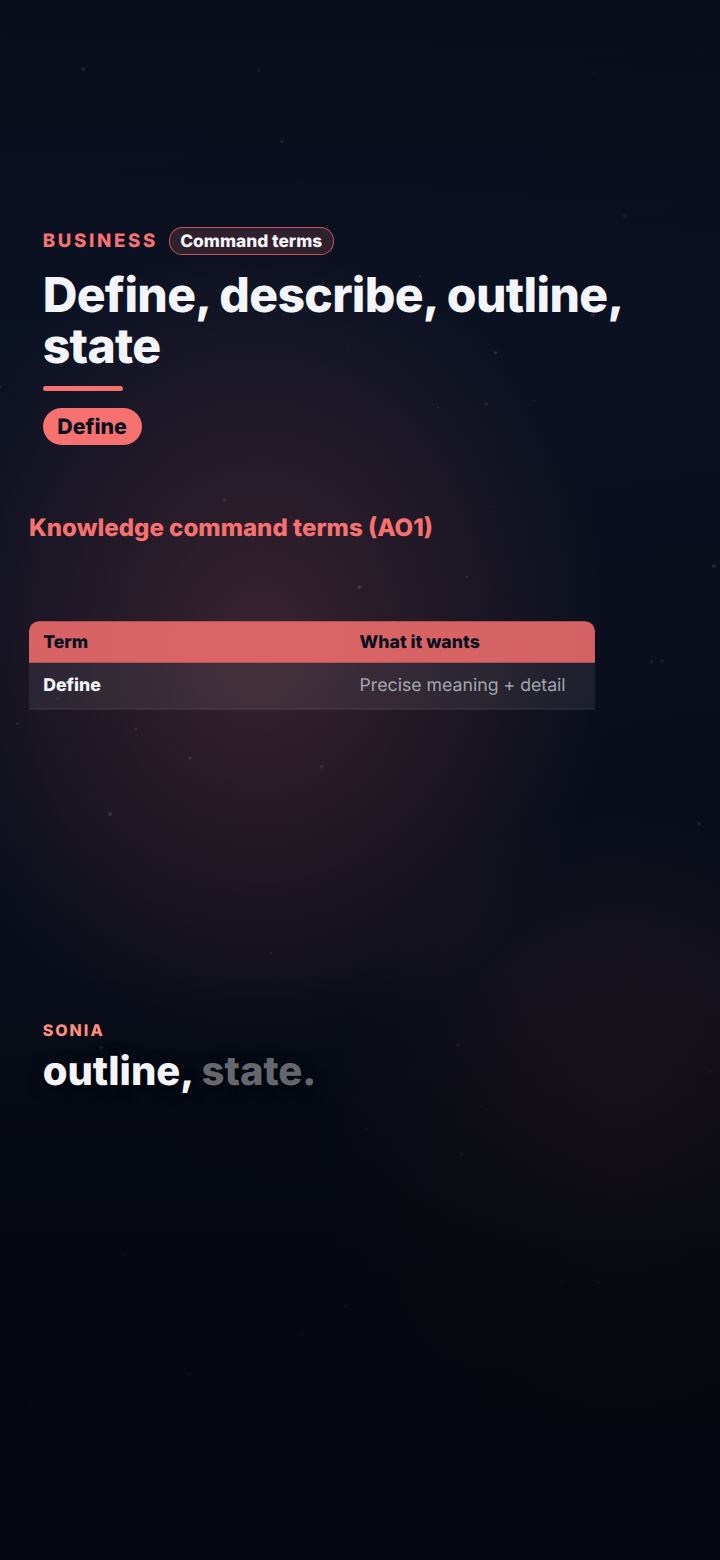 BUSINESS Command terms
Define, describe, outline,
state
Define
Knowledge command terms (AO1)
Term What it wants
Define Precise meaning + detail
SONIA
outline, state.